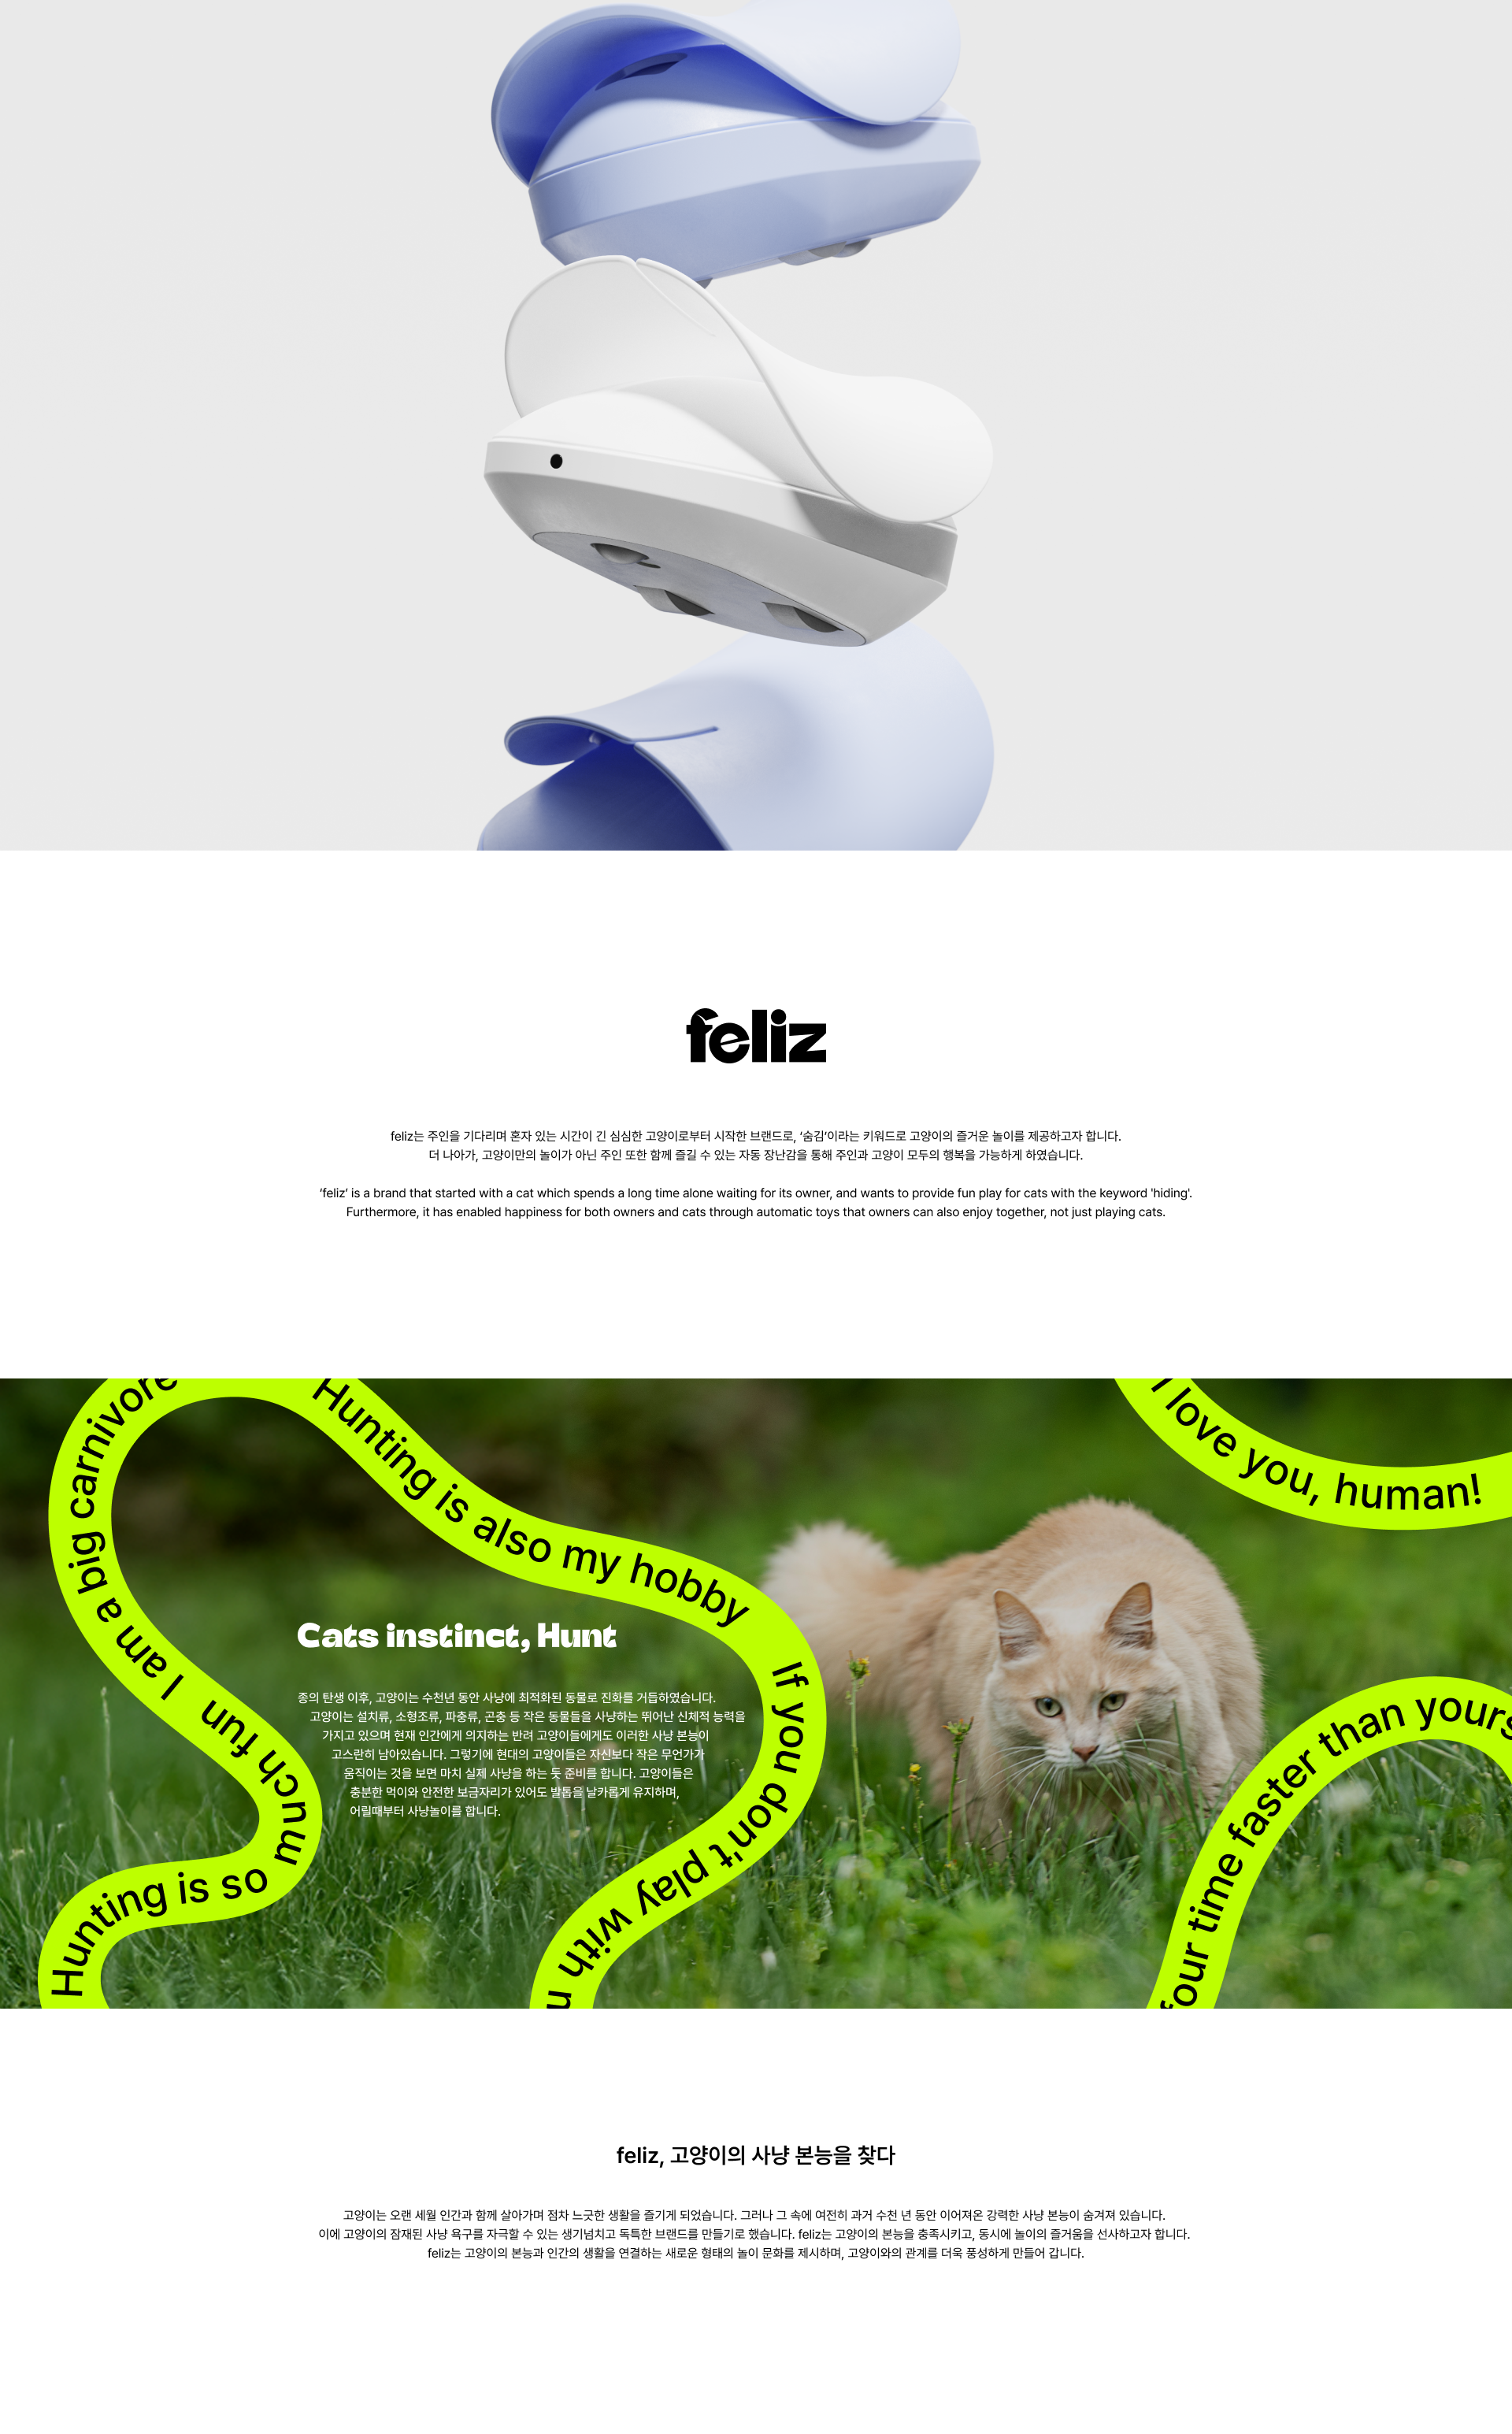 feliz
feliz는 주인을 기다리며 혼자 있는 시간이 긴 심심한 고양이로부터 시작한 브랜드로, ‘숨김’이라는 키워드로 고양이의 즐거운 놀이를 제공하고자 합니다.
더 나아가, 고양이만의 놀이가 아닌 주인 또한 함께 즐길 수 있는 자동 장난감을 통해 주인과 고양이 모두의 행복을 가능하게 하였습니다.
‘feliz’ is a brand that started with a cat which spends a long time alone waiting for its owner, and wants to provide fun play for cats with the keyword 'hiding'.
Furthermore, it has enabled happiness for both owners and cats through automatic toys that owners can also enjoy together, not just playing cats.
Hunting is so much fun
I am a big carnivore
Hunting is also my hobby
If you don't play with
I love you, human!
four time faster than yours
Cats instinct, Hunt
종의 탄생 이후, 고양이는 수천년 동안 사냥에 최적화된 동물로 진화를 거듭하였습니다.
고양이는 설치류, 소형조류, 파충류, 곤충 등 작은 동물들을 사냥하는 뛰어난 신체적 능력을
가지고 있으며 현재 인간에게 의지하는 반려 고양이들에게도 이러한 사냥 본능이
고스란히 남아있습니다. 그렇기에 현대의 고양이들은 자신보다 작은 무언가가
움직이는 것을 보면 마치 실제 사냥을 하는 듯 준비를 합니다. 고양이들은
충분한 먹이와 안전한 보금자리가 있어도 발톱을 날카롭게 유지하며,
어릴때부터 사냥놀이를 합니다.
feliz, 고양이의 사냥 본능을 찾다
고양이는 오랜 세월 인간과 함께 살아가며 점차 느긋한 생활을 즐기게 되었습니다. 그러나 그 속에 여전히 과거 수천 년 동안 이어져온 강력한 사냥 본능이 숨겨져 있습니다.
이에 고양이의 잠재된 사냥 욕구를 자극할 수 있는 생기넘치고 독특한 브랜드를 만들기로 했습니다. feliz는 고양이의 본능을 충족시키고, 동시에 놀이의 즐거움을 선사하고자 합니다.
feliz는 고양이의 본능과 인간의 생활을 연결하는 새로운 형태의 놀이 문화를 제시하며, 고양이와의 관계를 더욱 풍성하게 만들어 갑니다.